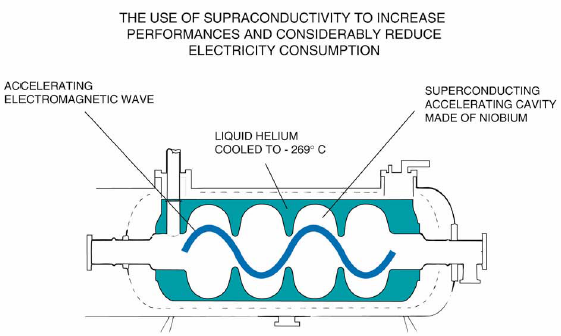 THE USE OF SUPRACONDUCTIVITY TO INCREASE
PERFORMANCES AND CONSIDERABLY REDUCE
ELECTRICITY CONSUMPTION
ACCELERATING
ELECTROMAGNETIC WAVE
SUPERCONDUCTING
ACCELERATING CAVITY
MADE OF NIOBIUM
LIQUID HELIUM
COOLED TO - 269° C